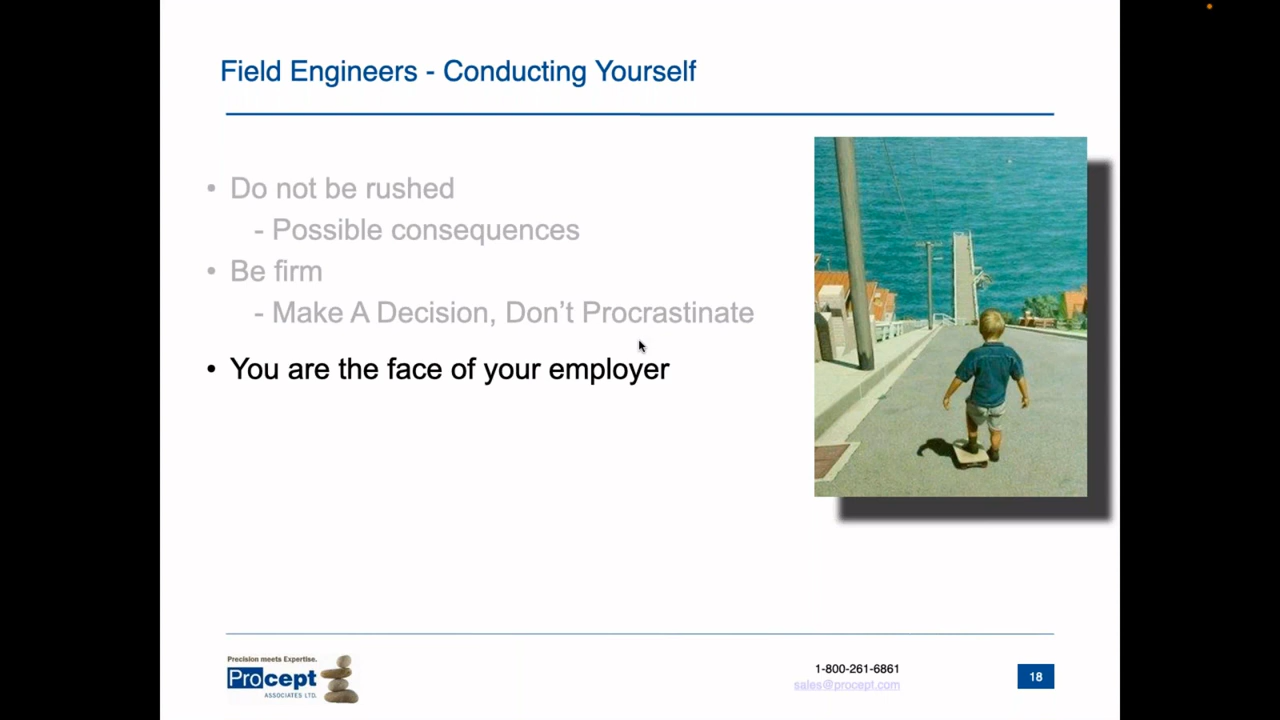 Field Engineers - Conducting Yourself
• Do not be rushed
- Possible consequences
• Be firm
- Make A Decision, Don’t Procrastinate
• You are the face of your employer
Precision meets Expertise.
Procept
ASSOCIATES LTD.
1-800-261-6861
sales@procept.com
18